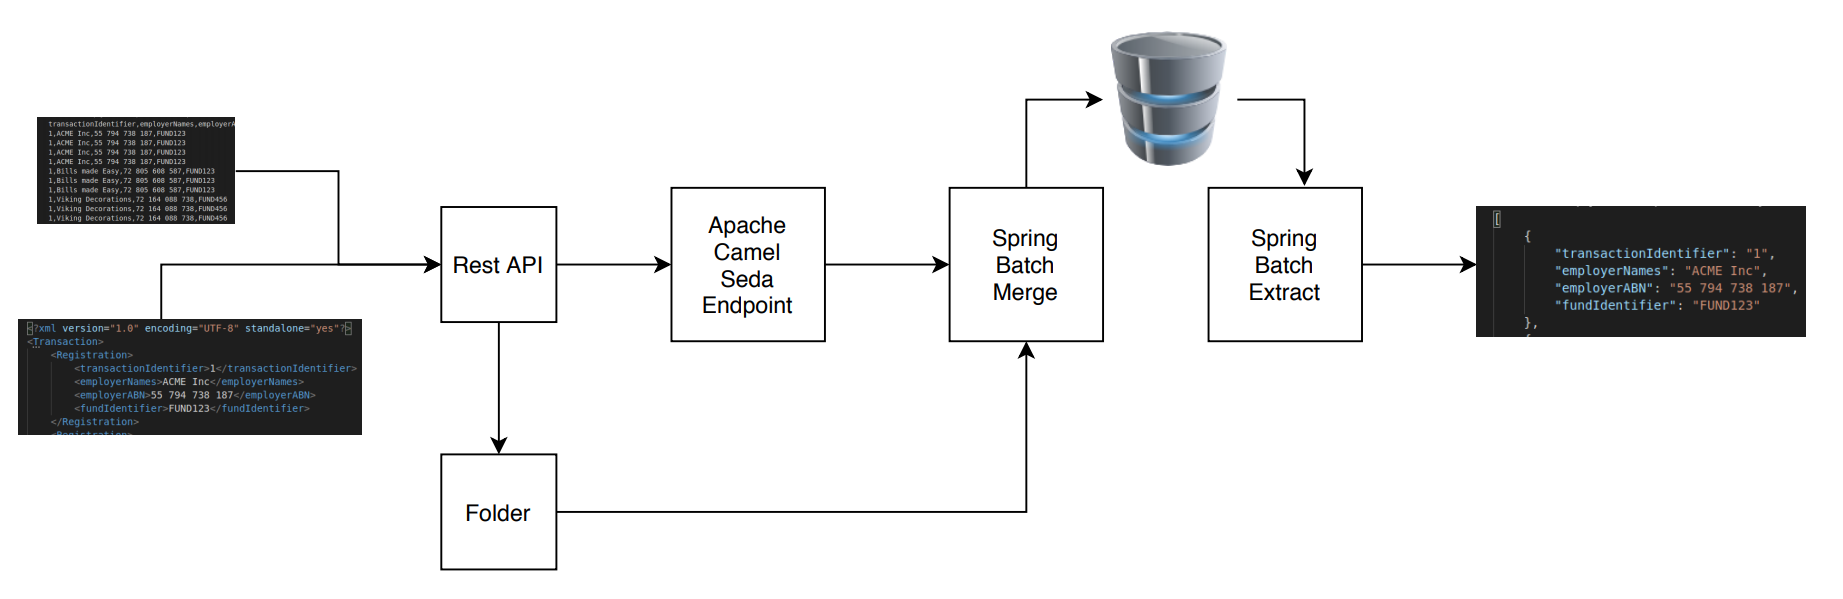 transactionIdentifier,employerNames,employerA
1,ACME Inc,55 794 738 187,FUND123
1,ACME Inc,55 794 738 187,FUND123
1,ACME Inc,55 794 738 187,FUND123
1,ACME Inc,55 794 738 187,FUND123
1,Bills made Easy,72 805 608 587,FUND123
1,Bills made Easy,72 805 608 587,FUND123
1,Bills made Easy,72 805 608 587,FUND123
1,Viking Decorations,72 164 088 738,FUND456
1,Viking Decorations,72 164 088 738,FUND456
1,Viking Decorations,72 164 088 738,FUND456
<?xml version="1.0" encoding="UTF-8" standalone="yes"?>
<Transaction>
<Registration>
<transactionIdentifier>1</transactionIdentifier>
<employerNames>ACME Inc</employerNames>
<employerABN>55 794 738 187</employerABN>
<fundIdentifier>FUND123</fundIdentifier>
</Registration>
<Registration>
Rest API
Folder
Apache
Camel
Seda
Endpoint
Spring
Batch
Merge
Spring
Batch
Extract
[
{
"transactionIdentifier": "1",
"employerNames": "ACME Inc",
"employerABN": "55 794 738 187",
"fundIdentifier": "FUND123"
},
{